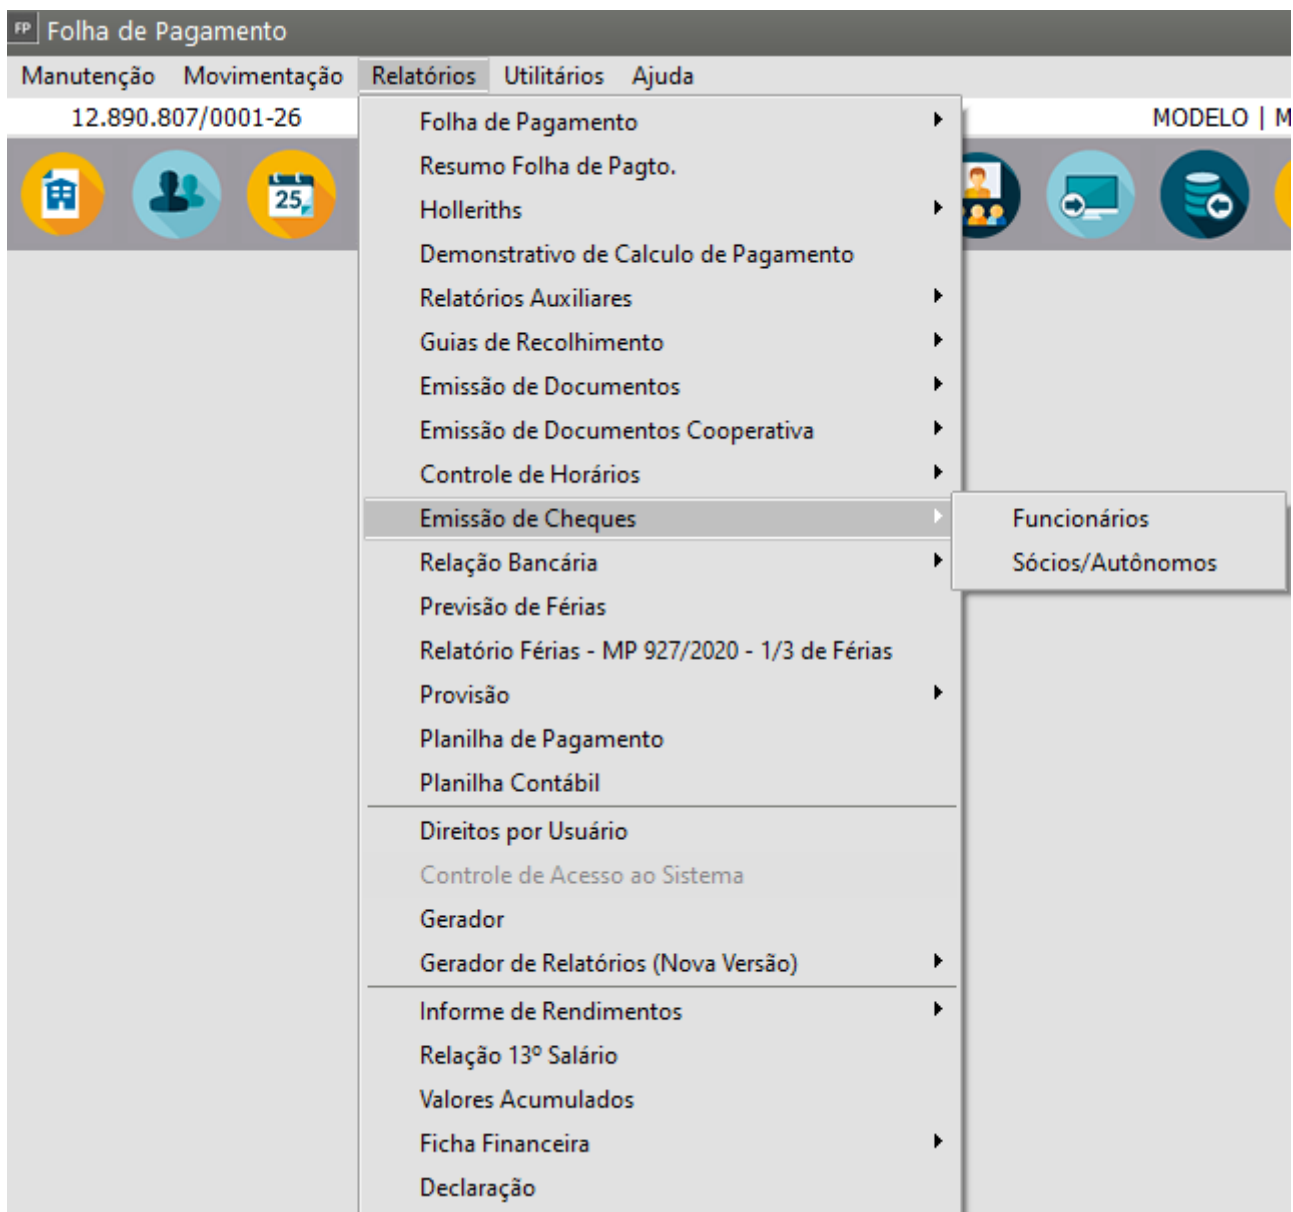 FP Folha de Pagamento
Manutenção Movimentação Relatórios Utilitários Ajuda
12.890.807/0001-26 MODELO | M
25
Folha de Pagamento
Resumo Folha de Pagto.
Holleriths
Demonstrativo de Calculo de Pagamento
Relatórios Auxiliares
Guias de Recolhimento
Emissão de Documentos
Emissão de Documentos Cooperativa
Controle de Horários
Emissão de Cheques
Funcionários
Sócios/Autônomos
Relação Bancária
Previsão de Férias
Relatório Férias - MP 927/2020 - 1/3 de Férias
Provisão
Planilha de Pagamento
Planilha Contábil
Direitos por Usuário
Controle de Acesso ao Sistema
Gerador
Gerador de Relatórios (Nova Versão)
Informe de Rendimentos
Relação 13º Salário
Valores Acumulados
Ficha Financeira
Declaração